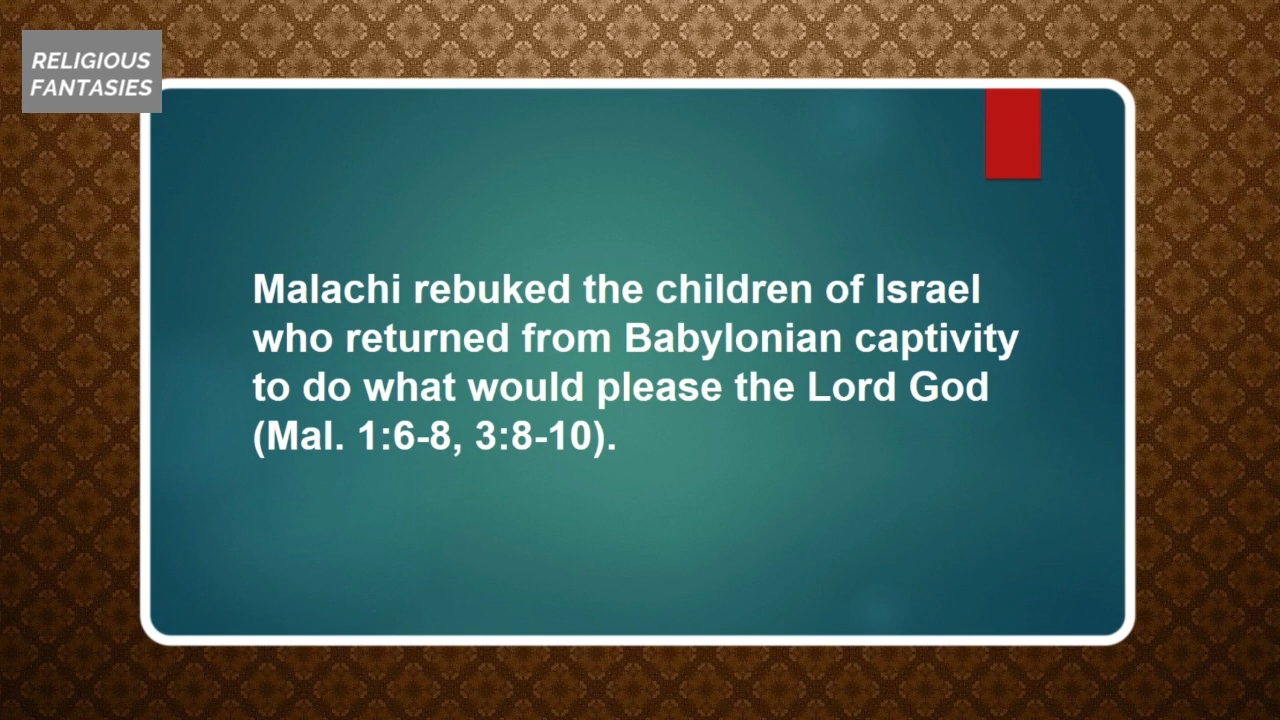 RELIGIOUS
FANTASIES
Malachi rebuked the children of Israel
who returned from Babylonian captivity
to do what would please the Lord God
(Mal. 1:6-8, 3:8-10).